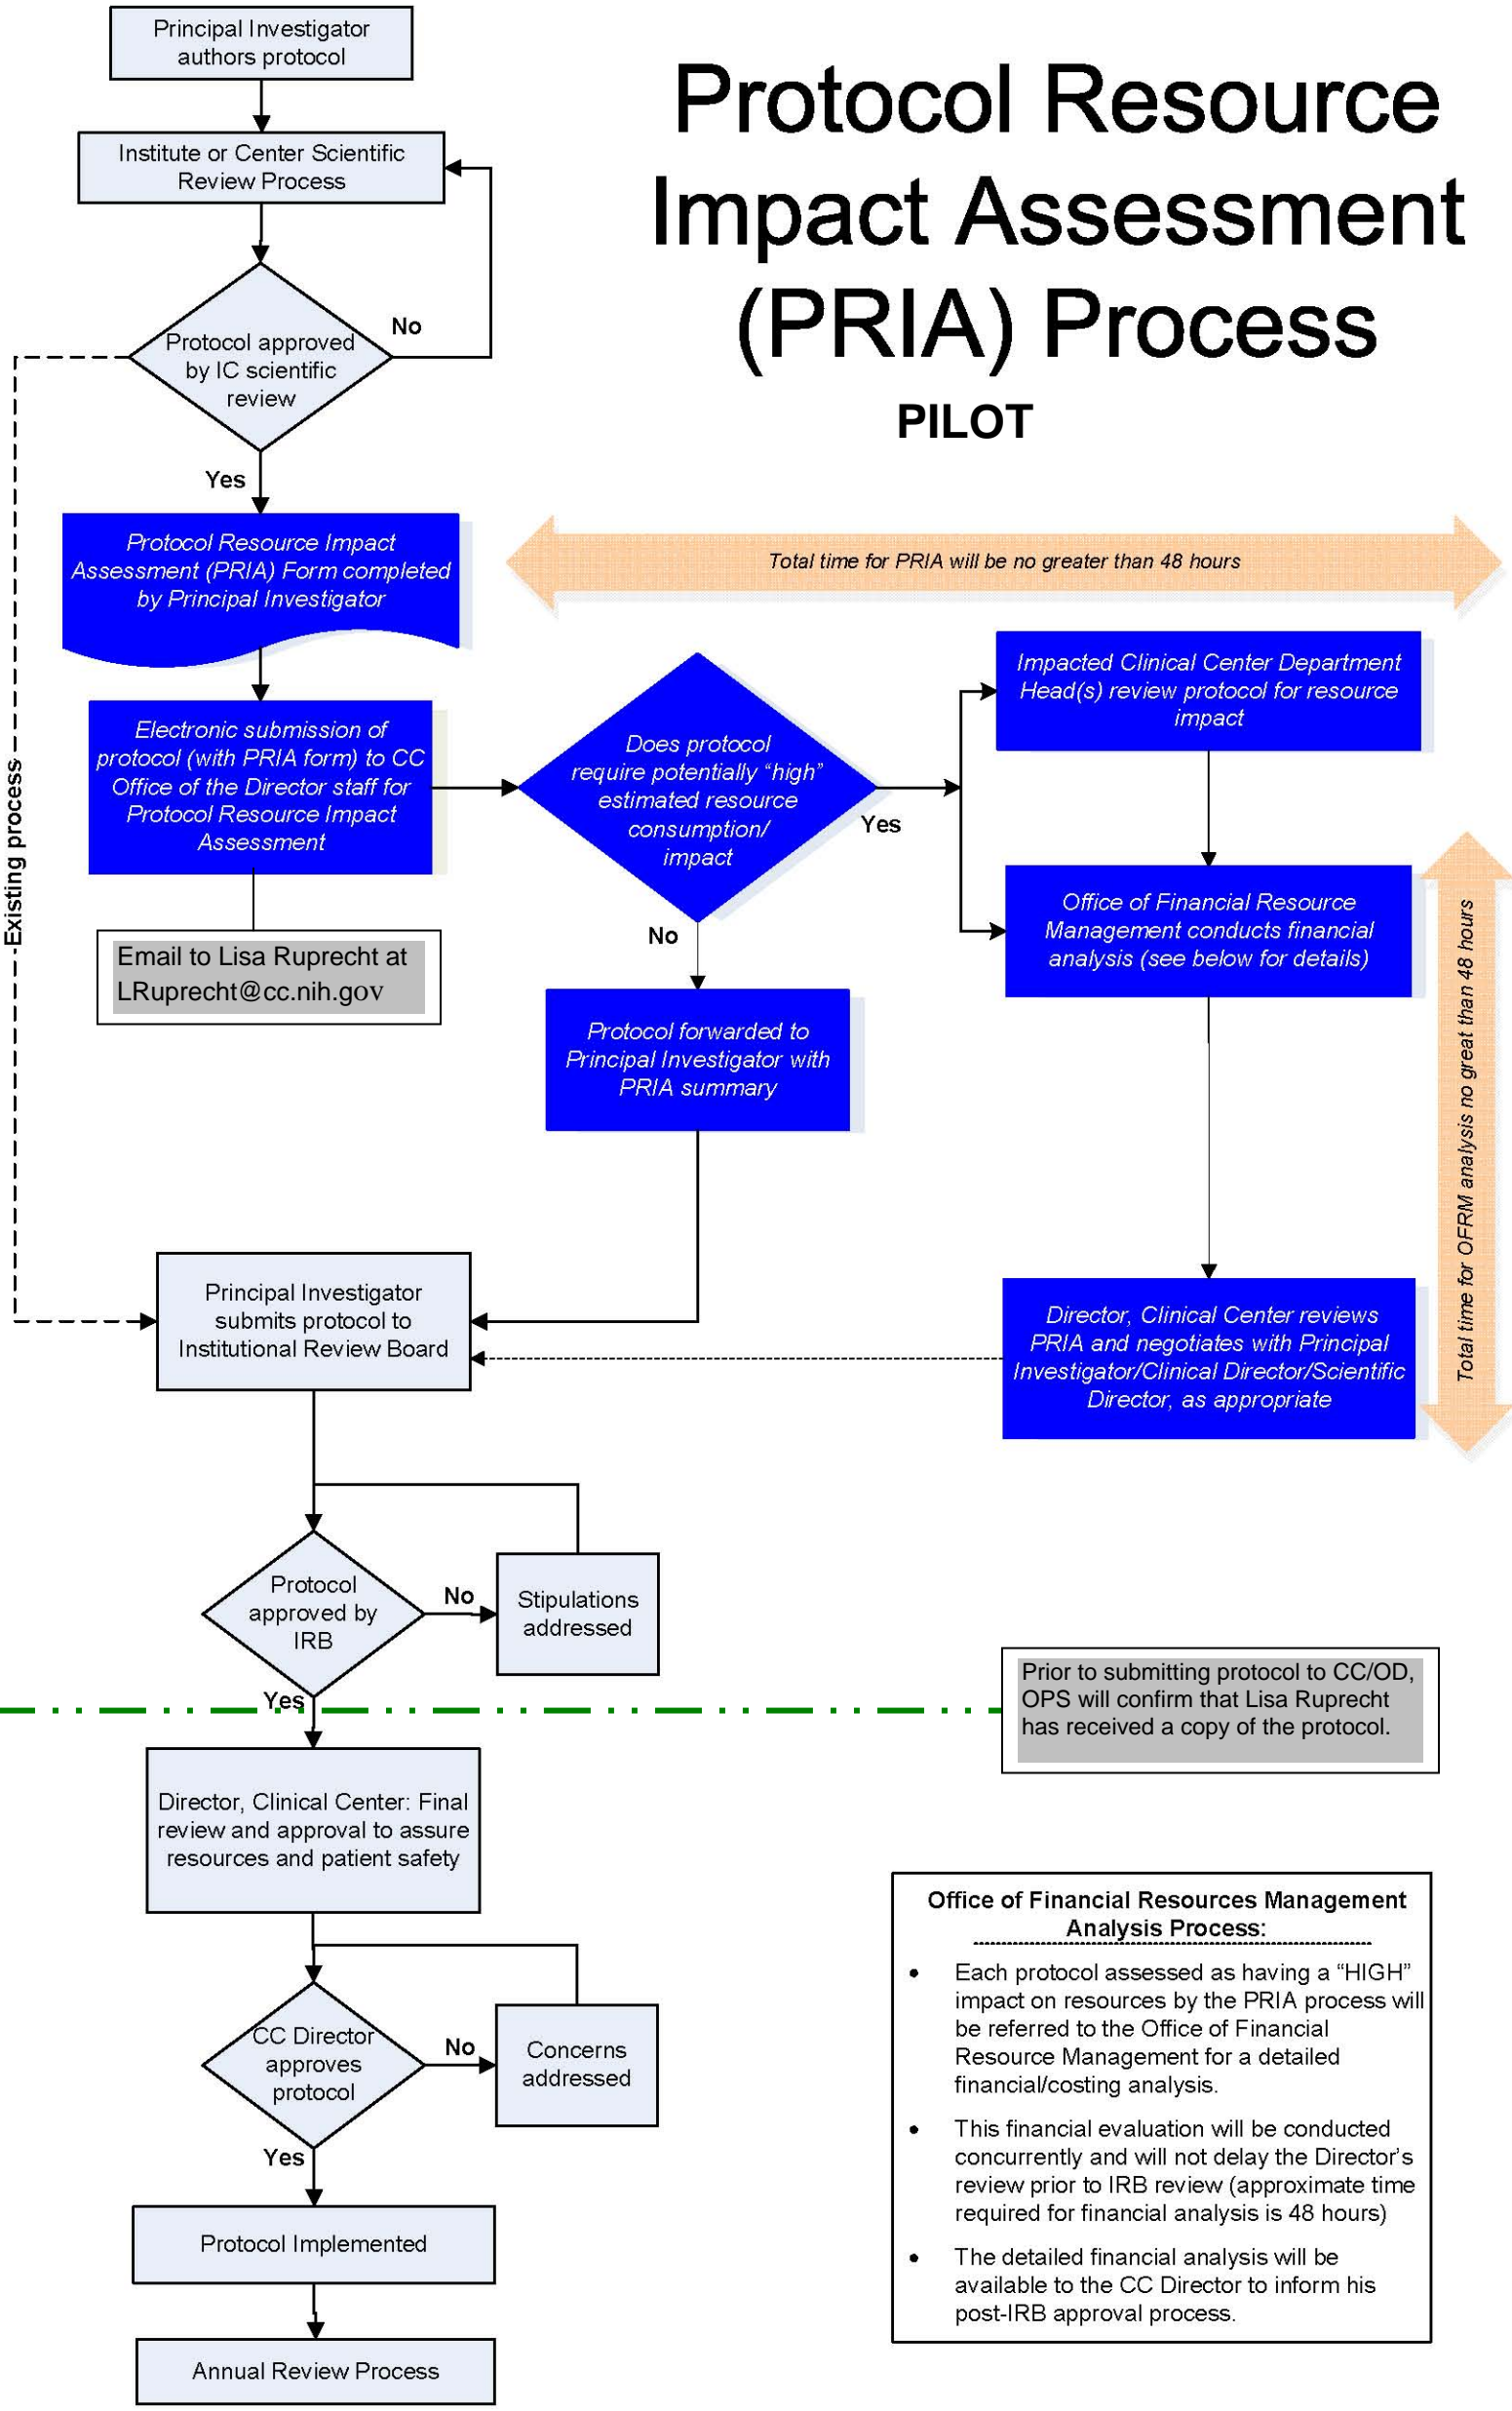 Principal Investigator
authors protocol
Protocol Resource
Impact Assessment
(PRIA) Process
PILOT
Institute or Center Scientific
Review Process
Protocol approved
by IC scientific
review
No
Yes
Existing process
Protocol Resource Impact
Assessment (PRIA) Form completed
by Principal Investigator
Total time for PRIA will be no greater than 48 hours
Electronic submission of
protocol (with PRIA form) to CC
Office of the Director staff for
Protocol Resource Impact
Assessment
Email to Lisa Ruprecht at
LRuprecht@cc.nih.gov
Does protocol
require potentially “high”
estimated resource
consumption/
impact
Yes
No
Impacted Clinical Center Department
Head(s) review protocol for resource
impact
Office of Financial Resource
Management conducts financial
analysis (see below for details)
Total time for OFRM analysis no great than 48 hours
Protocol forwarded to
Principal Investigator with
PRIA summary
Principal Investigator
submits protocol to
Institutional Review Board
Director, Clinical Center reviews
PRIA and negotiates with Principal
Investigator/Clinical Director/Scientific
Director, as appropriate
Protocol
approved by
IRB
No
Stipulations
addressed
Yes
Prior to submitting protocol to CC/OD,
OPS will confirm that Lisa Ruprecht
has received a copy of the protocol.
Director, Clinical Center: Final
review and approval to assure
resources and patient safety
CC Director
approves
protocol
No
Concerns
addressed
Yes
Protocol Implemented
Annual Review Process
Office of Financial Resources Management
Analysis Process:
• Each protocol assessed as having a “HIGH”
impact on resources by the PRIA process will
be referred to the Office of Financial
Resource Management for a detailed
financial/costing analysis.
• This financial evaluation will be conducted
concurrently and will not delay the Director’s
review prior to IRB review (approximate time
required for financial analysis is 48 hours)
• The detailed financial analysis will be
available to the CC Director to inform his
post-IRB approval process.